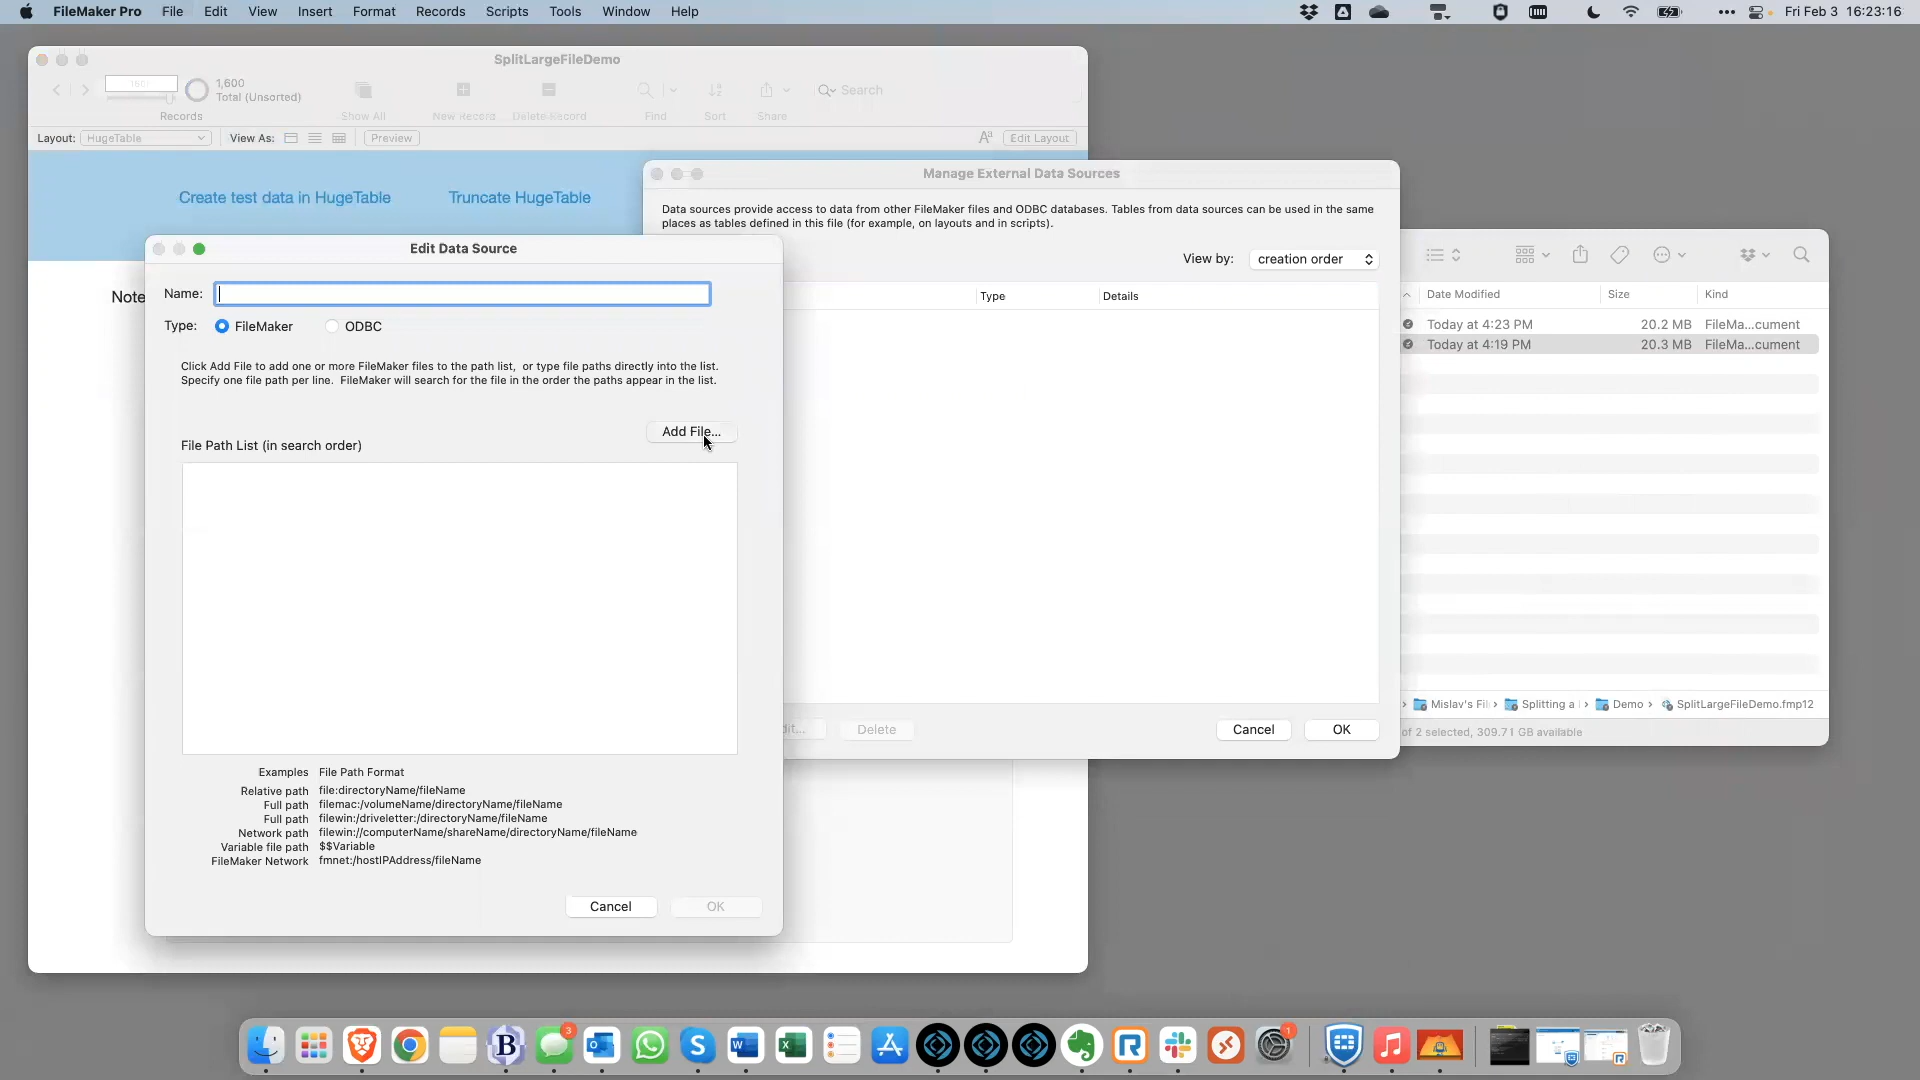 FileMaker Pro File Edit View Insert Format Records Scripts Tools Window Help Fri Feb 3 16:23:16
SplitLargeFileDemo
1,600
Total (Unsorted)
Search
Records Show All New Record Delete Record Find Sort Share
Layout: HugeTable View As: Preview Edit Layout
Create test data in HugeTable Truncate HugeTable
Note
Manage External Data Sources
Data sources provide access to data from other FileMaker files and ODBC databases. Tables from data sources can be used in the same
places as tables defined in this file (for example, on layouts and in scripts).
View by: creation order
Type Details
Delete Cancel OK
Edit Data Source
Name:
Type: FileMaker ODBC
Click Add File to add one or more FileMaker files to the path list, or type file paths directly into the list.
Specify one file path per line. FileMaker will search for the file in the order the paths appear in the list.
Add File...
File Path List (in search order)
Examples File Path Format
Relative path file:directoryName/fileName
Full path filemac:/volumeName/directoryName/fileName
Full path filewin:/driveletter:/directoryName/fileName
Network path filewin://computerName/shareName/directoryName/fileName
Variable file path $$Variable
FileMaker Network fmnet:/hostIPAddress/fileName
Cancel OK
Date Modified Size Kind
Today at 4:23 PM 20.2 MB FileMa...cument
Today at 4:19 PM 20.3 MB FileMa...cument
Mislav's Fil Splitting a Demo SplitLargeFileDemo.fmp12
of 2 selected, 309.71 GB available
3
1